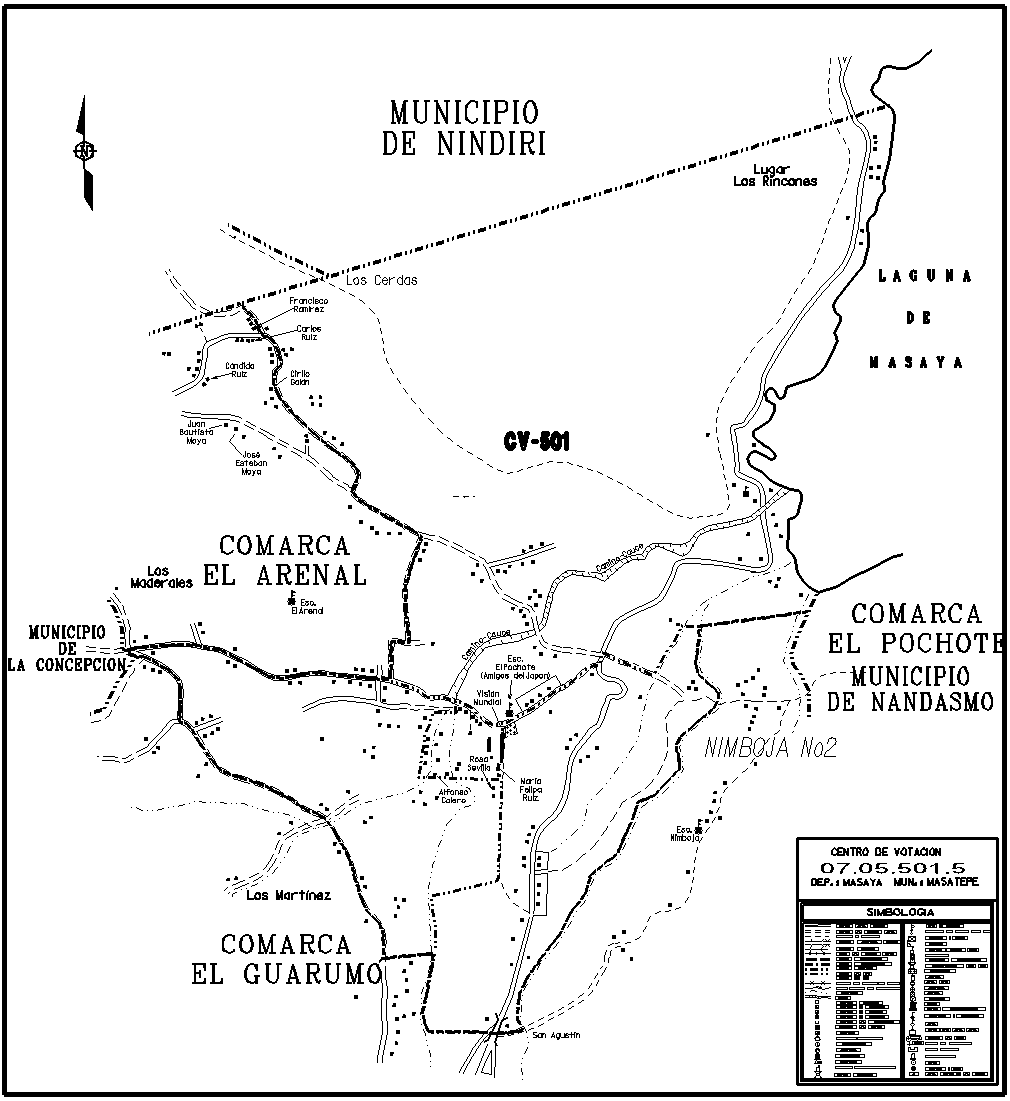 MUNICIPIO
DE NINDIRI
N
Lugar
Los Rincones
LAGUNA
DE
MASAYA
Los Cerdas
Francisco
Ramirez
Carlos
Ruiz
Candida
Ruiz
Cirilo
Galan
Juan
Bautista
Moya
José
Esteban
Moya
CV-501
COMARCA
EL ARENAL
Los
Maderales
Esc.
El Arenal
Camino Cauce
Camino Cauce
MUNICIPIO
DE
LA CONCEPCION
COMARCA
EL POCHOTE
MUNICIPIO
DE NANDASMO
Esc.
El Pochote
(Amigos del Japon)
Vision
Mundial
NIMBOJA No2
Rosa
Sevilla
Maria
Felipa
Ruiz
Alfonso
Calero
Esc.
Nimboja
Los Martínez
COMARCA
EL GUARUMO
San Agustin
CENTRO DE VOTACION
07.05.501.5
DEP.: MASAYA MUN.: MASATEPE
SIMBOLOGIA